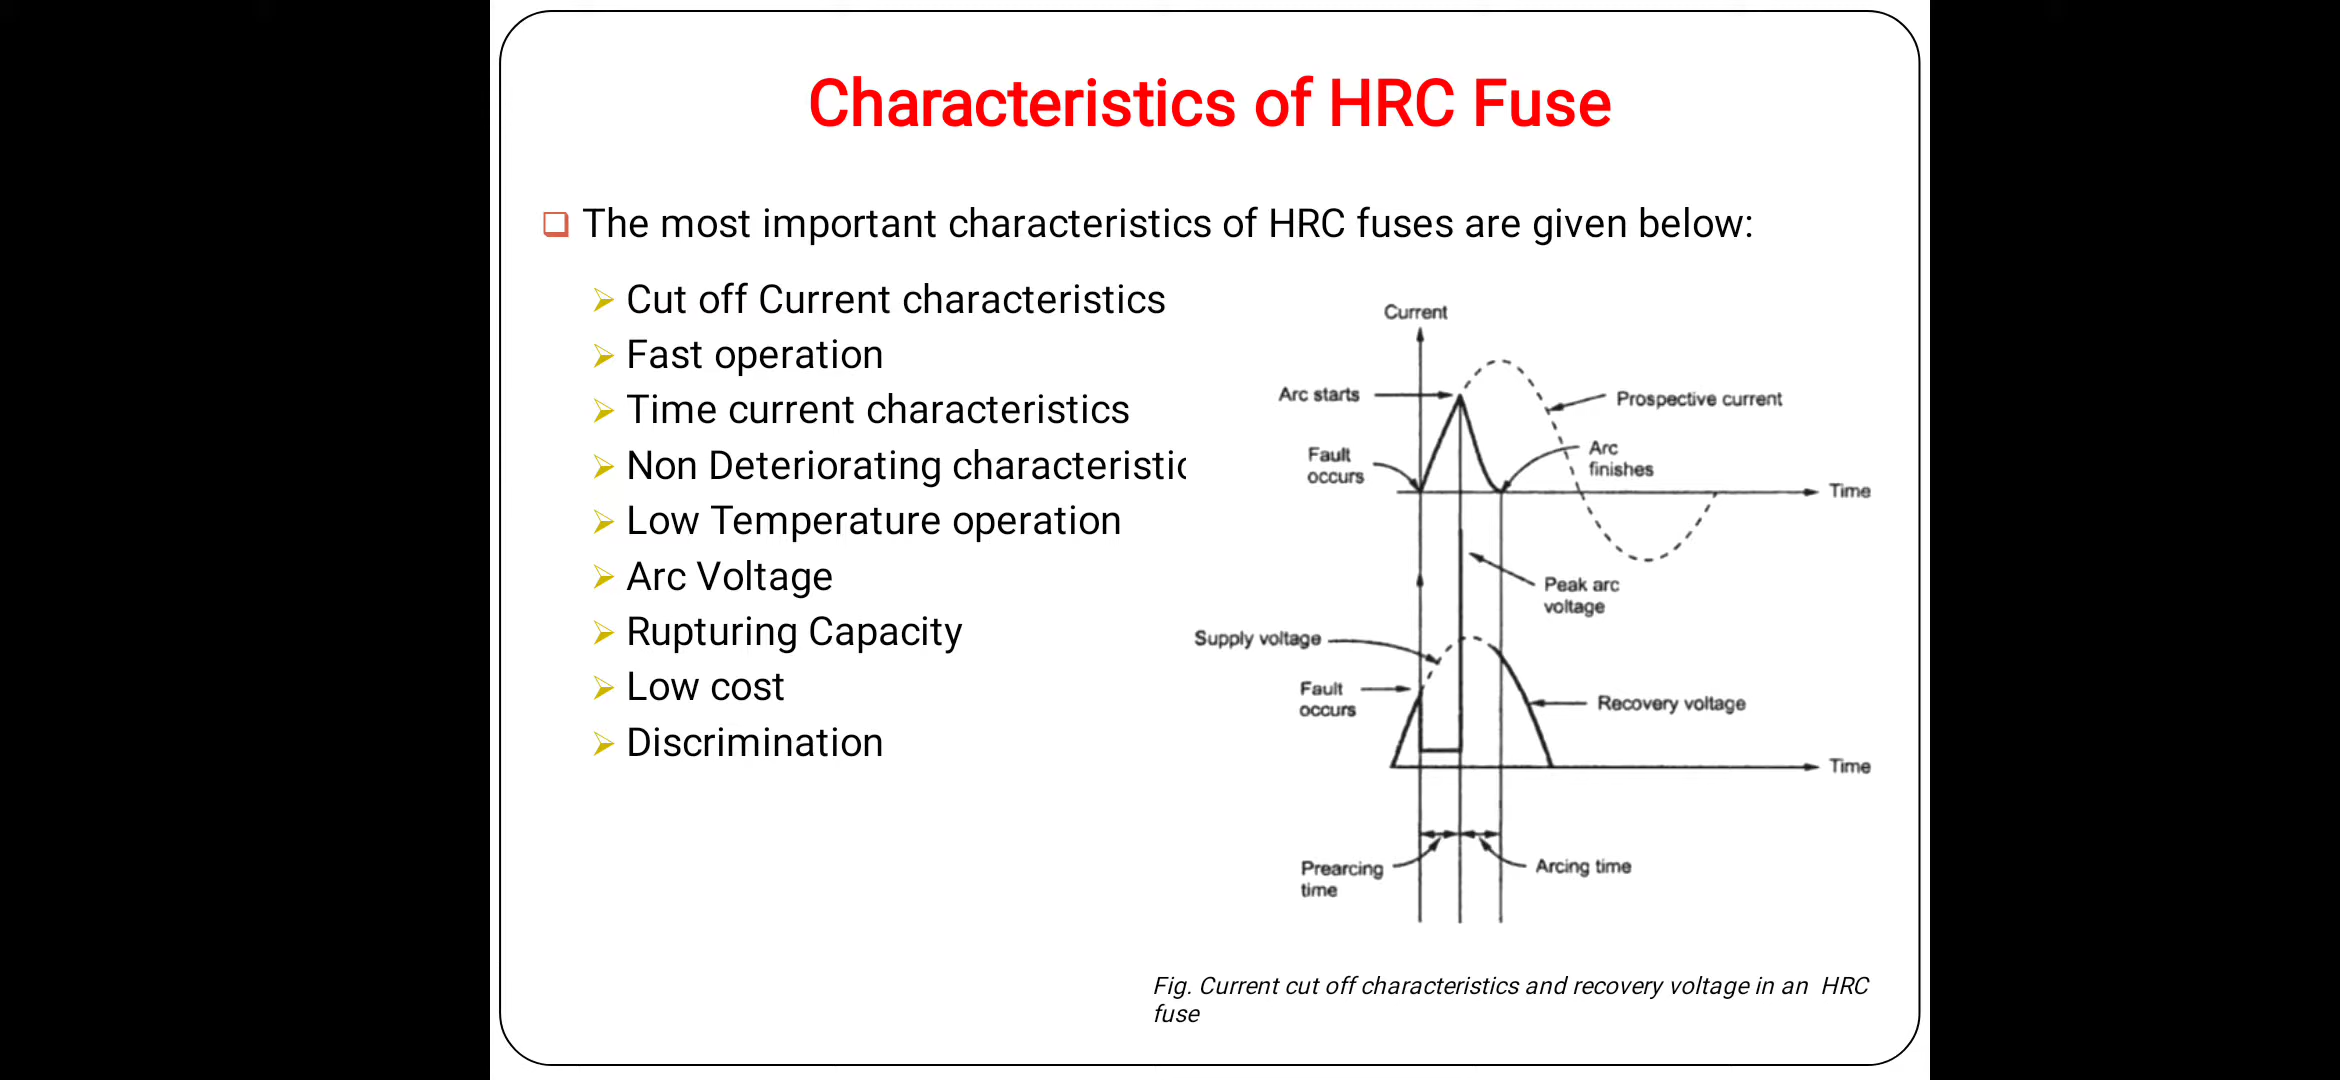 Characteristics of HRC Fuse
The most important characteristics of HRC fuses are given below:
Cut off Current characteristics
Fast operation
Time current characteristics
Non Deteriorating characteristic
Low Temperature operation
Arc Voltage
Rupturing Capacity
Low cost
Discrimination
Current
Arc starts
Prospective current
Fault
occurs
Arc
finishes
Time
Peak arc
voltage
Supply voltage
Fault
occurs
Recovery voltage
Time
Prearcing
time
Arcing time
Fig. Current cut off characteristics and recovery voltage in an HRC
fuse